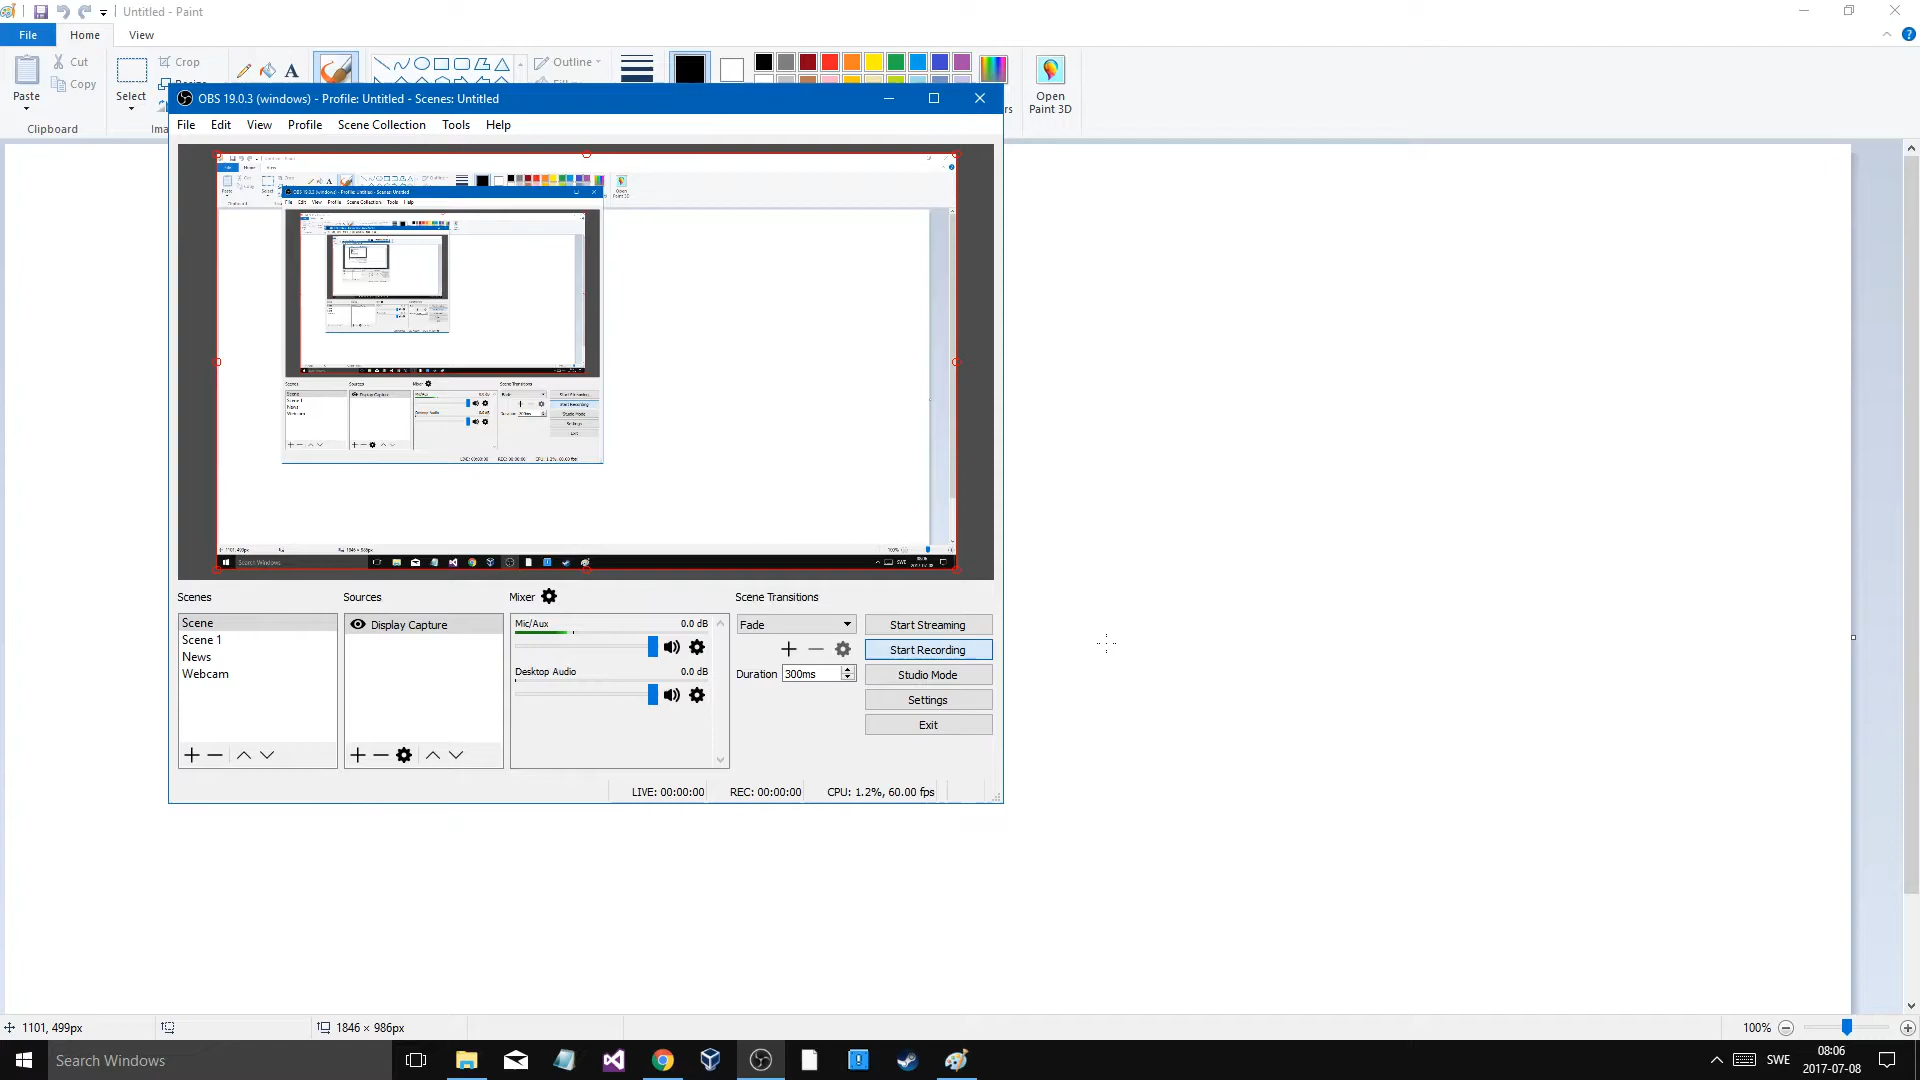 Untitled - Paint
File
Home
View
Paste
Cut
Copy
Clipboard
Select
Crop
Outline
Open
Paint 3D
OBS 19.0.3 (windows) - Profile: Untitled - Scenes: Untitled
File Edit View Profile Scene Collection Tools Help
Scenes
Scene
Scene 1
News
Webcam
Sources
Display Capture
Mixer
Mic/Aux 0.0 dB
Desktop Audio 0.0 dB
Scene Transitions
Fade
Duration 300ms
Start Streaming
Start Recording
Studio Mode
Settings
Exit
LIVE: 00:00:00 REC: 00:00:00 CPU: 1.2%, 60.00 fps
1101, 499px
1846 × 986px
100%
Search Windows
SWE
08:06
2017-07-08